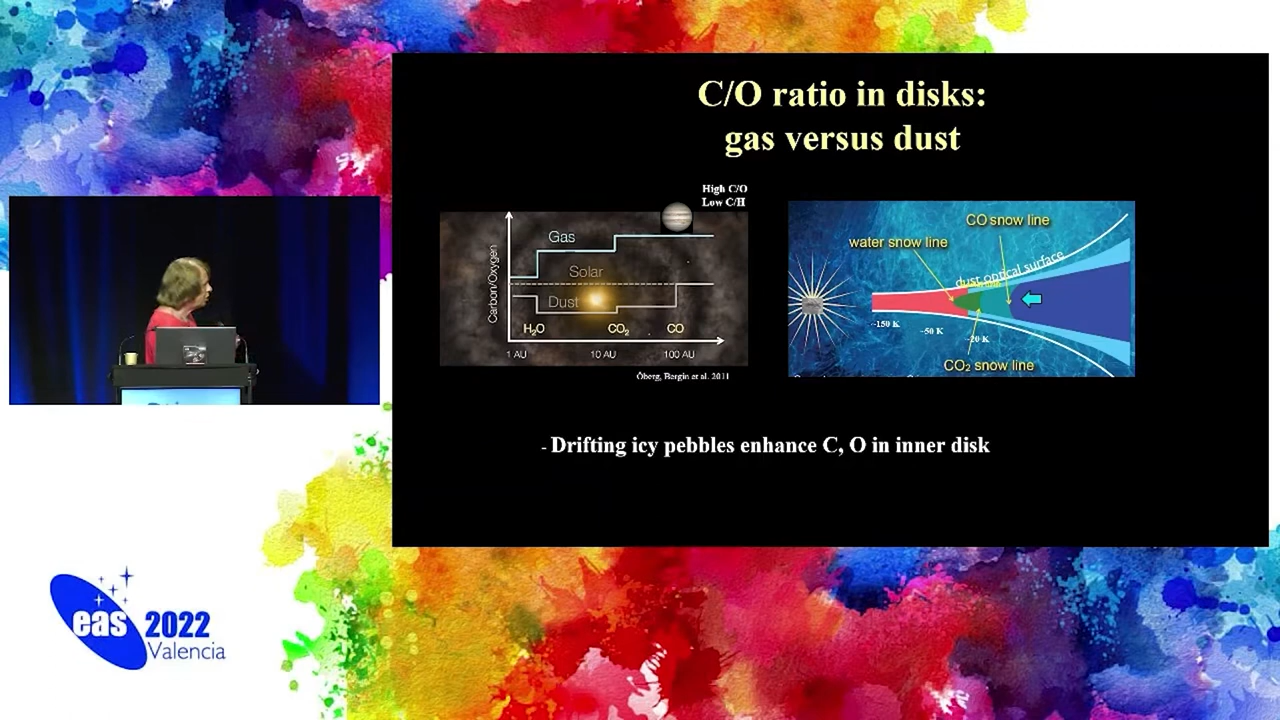 C/O ratio in disks:
gas versus dust
High C/O
Low C/H
Carbon/Oxygen
Gas
Solar
Dust
H₂O
CO₂
CO
1 AU
10 AU
100 AU
Öberg, Bergin et al. 2011
CO snow line
water snow line
dust optical surface
~150 K
~50 K
~20 K
CO₂ snow line
- Drifting icy pebbles enhance C, O in inner disk
eas 2022
Valencia